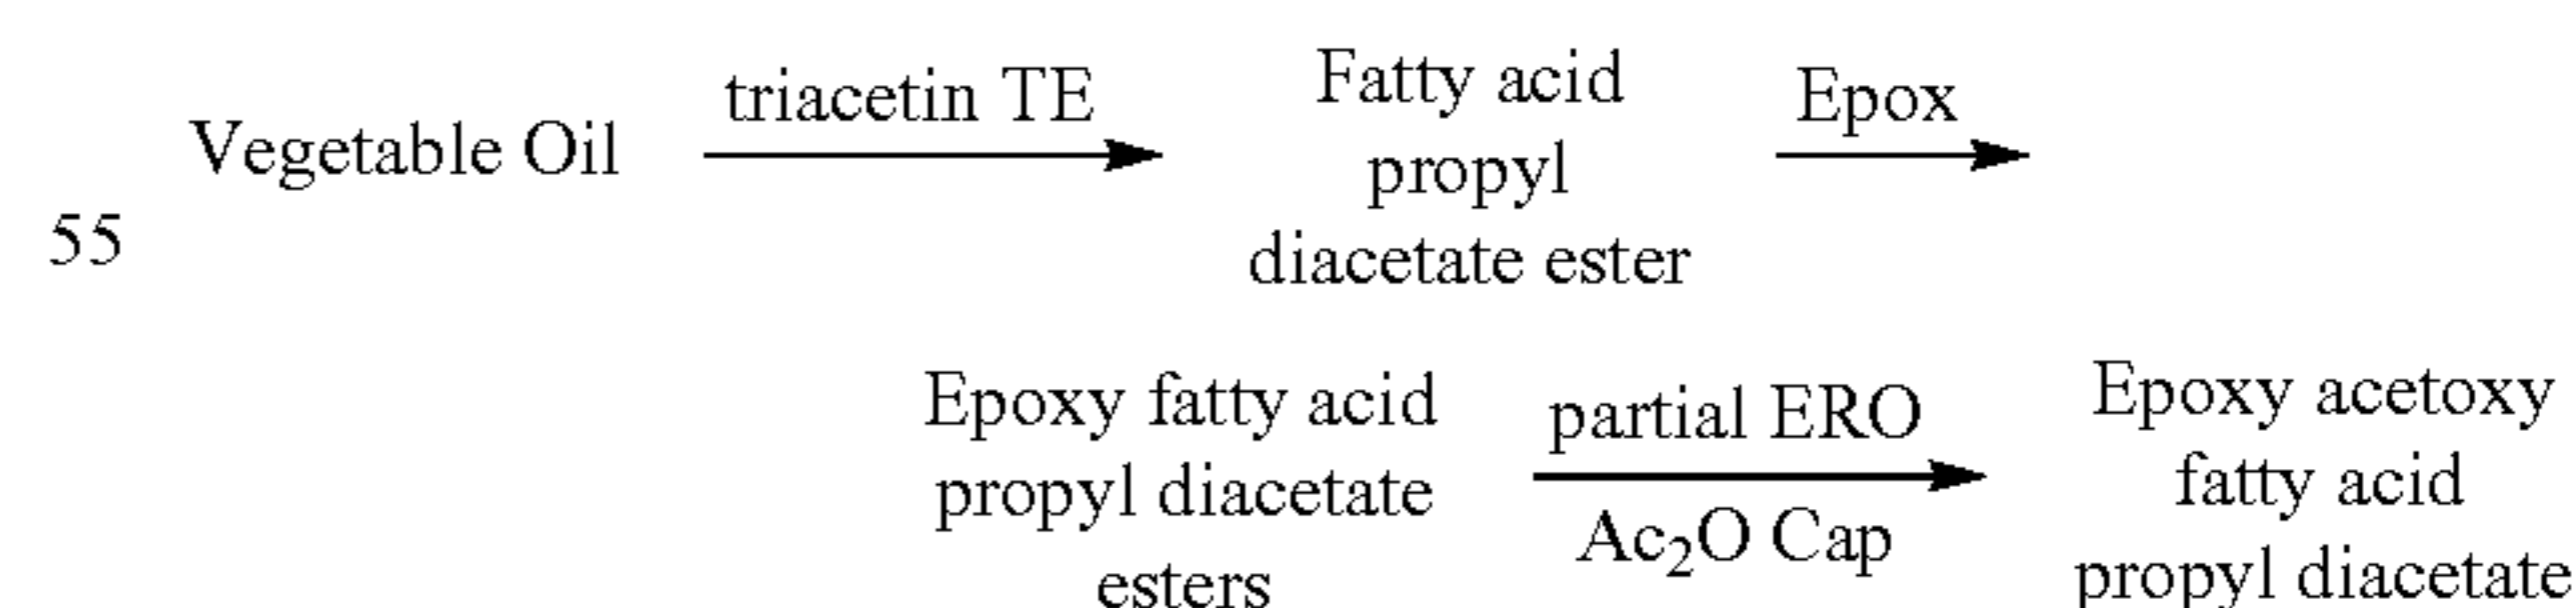 Vegetable Oil triacetin TE Fatty acid Epox
propyl
diacetate ester
55
Epoxy fatty acid partial ERO Epoxy acetoxy
propyl diacetate Ac₂O Cap fatty acid
esters propyl diacetate